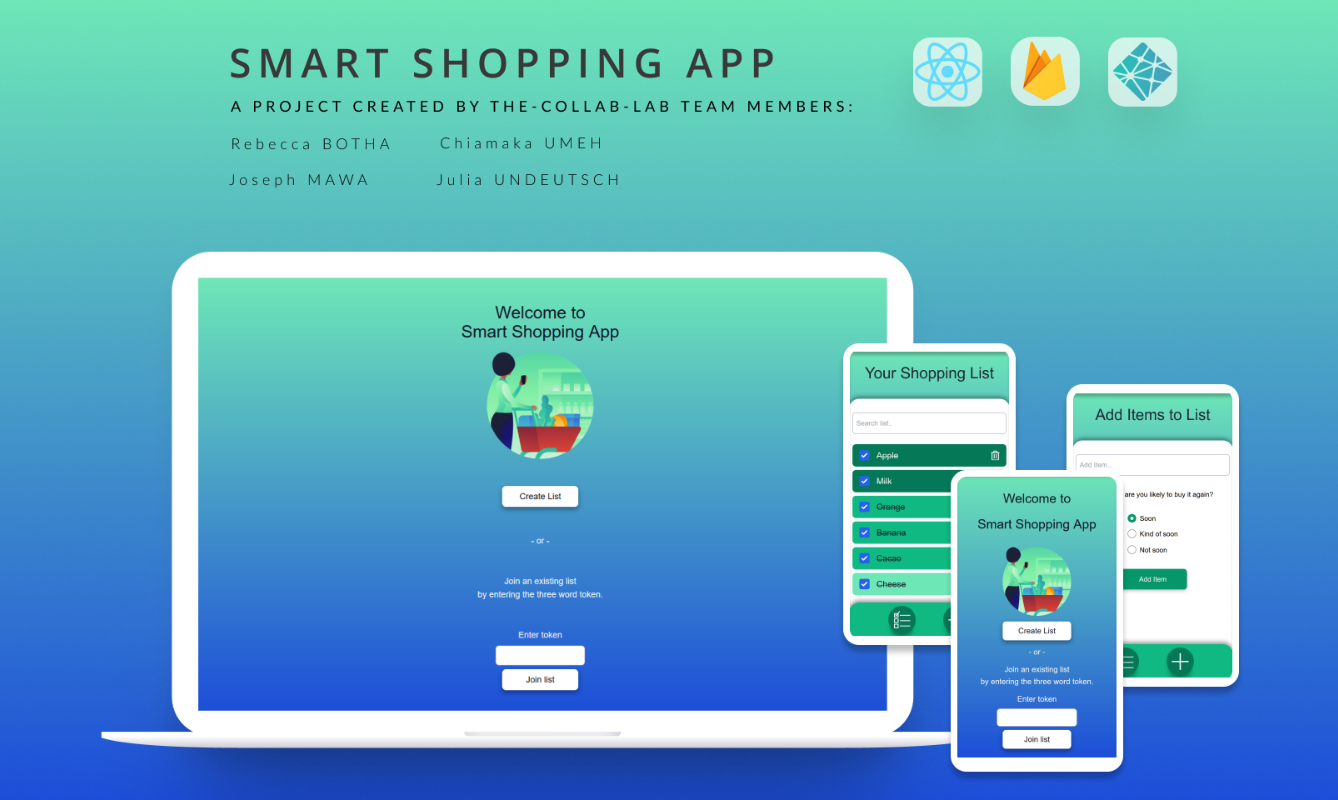 SMART SHOPPING APP
A PROJECT CREATED BY THE-COLLAB-LAB TEAM MEMBERS:
Rebecca BOTHA Chiamaka UMEH
Joseph MAWA Julia UNDEUTSCH
Welcome to
Smart Shopping App
Create List
- or -
Join an existing list
by entering the three word token.
Enter token
Join list
Your Shopping List
Search list..
Apple
Milk
Orange
Banana
Cacao
Cheese
Welcome to
Smart Shopping App
Create List
- or -
Join an existing list
by entering the three word token.
Enter token
Join list
Add Items to List
Add Item...
are you likely to buy it again?
Soon
Kind of soon
Not soon
Add Item